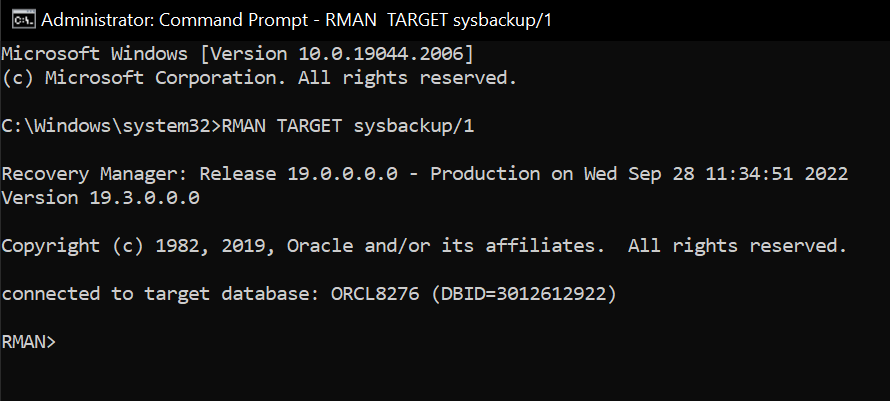 Administrator: Command Prompt - RMAN  TARGET sysbackup/1
Microsoft Windows [Version 10.0.19044.2006]
(c) Microsoft Corporation. All rights reserved.
C:\Windows\system32>RMAN TARGET sysbackup/1
Recovery Manager: Release 19.0.0.0.0 - Production on Wed Sep 28 11:34:51 2022
Version 19.3.0.0.0
Copyright (c) 1982, 2019, Oracle and/or its affiliates.  All rights reserved.
connected to target database: ORCL8276 (DBID=3012612922)
RMAN>